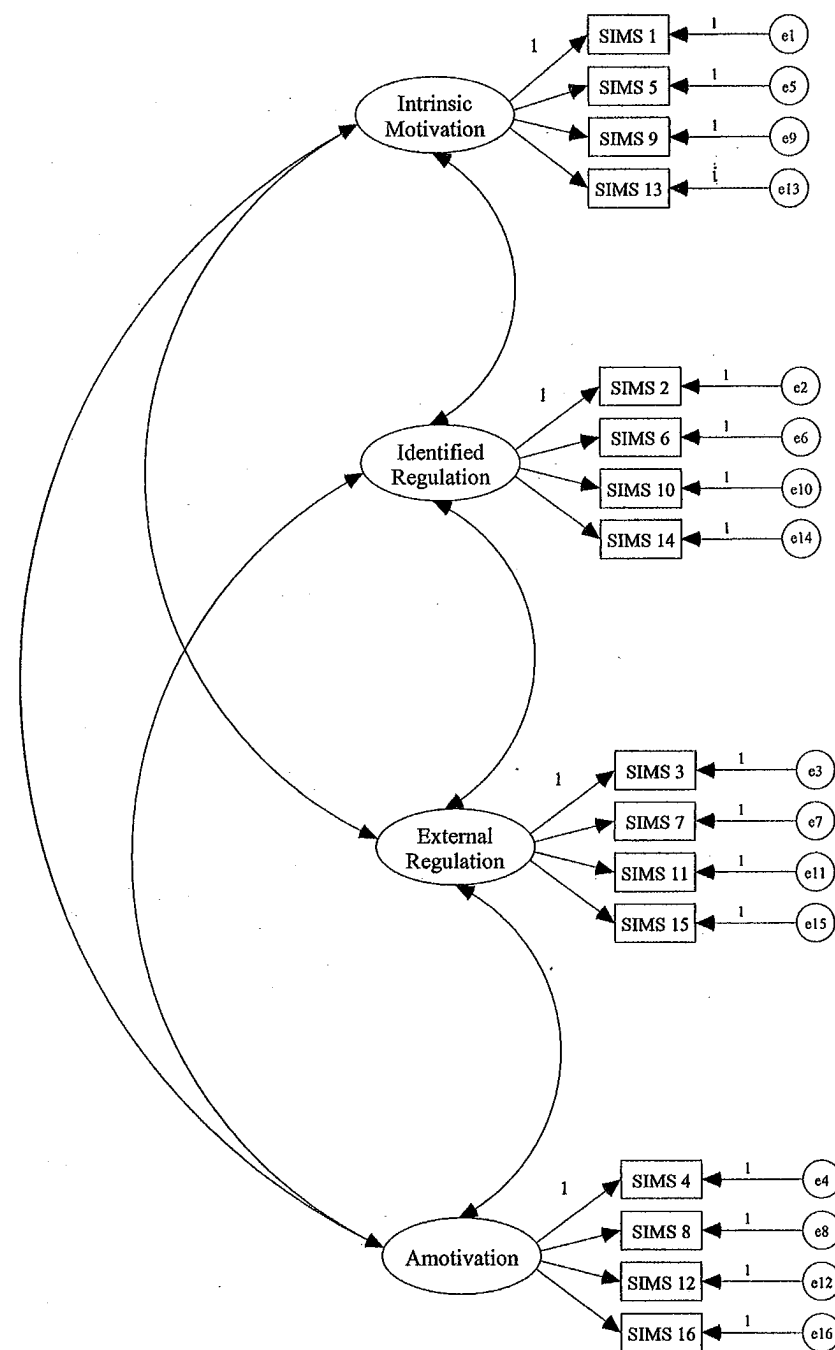 1
SIMS 1
1
e1
Intrinsic
Motivation
SIMS 5
1
e5
SIMS 9
1
e9
SIMS 13
1
e13
1
SIMS 2
1
e2
Identified
Regulation
SIMS 6
1
e6
SIMS 10
1
e10
SIMS 14
1
e14
1
SIMS 3
1
e3
External
Regulation
SIMS 7
1
e7
SIMS 11
1
e11
SIMS 15
1
e15
1
SIMS 4
1
e4
Amotivation
SIMS 8
1
e8
SIMS 12
1
e12
SIMS 16
1
e16